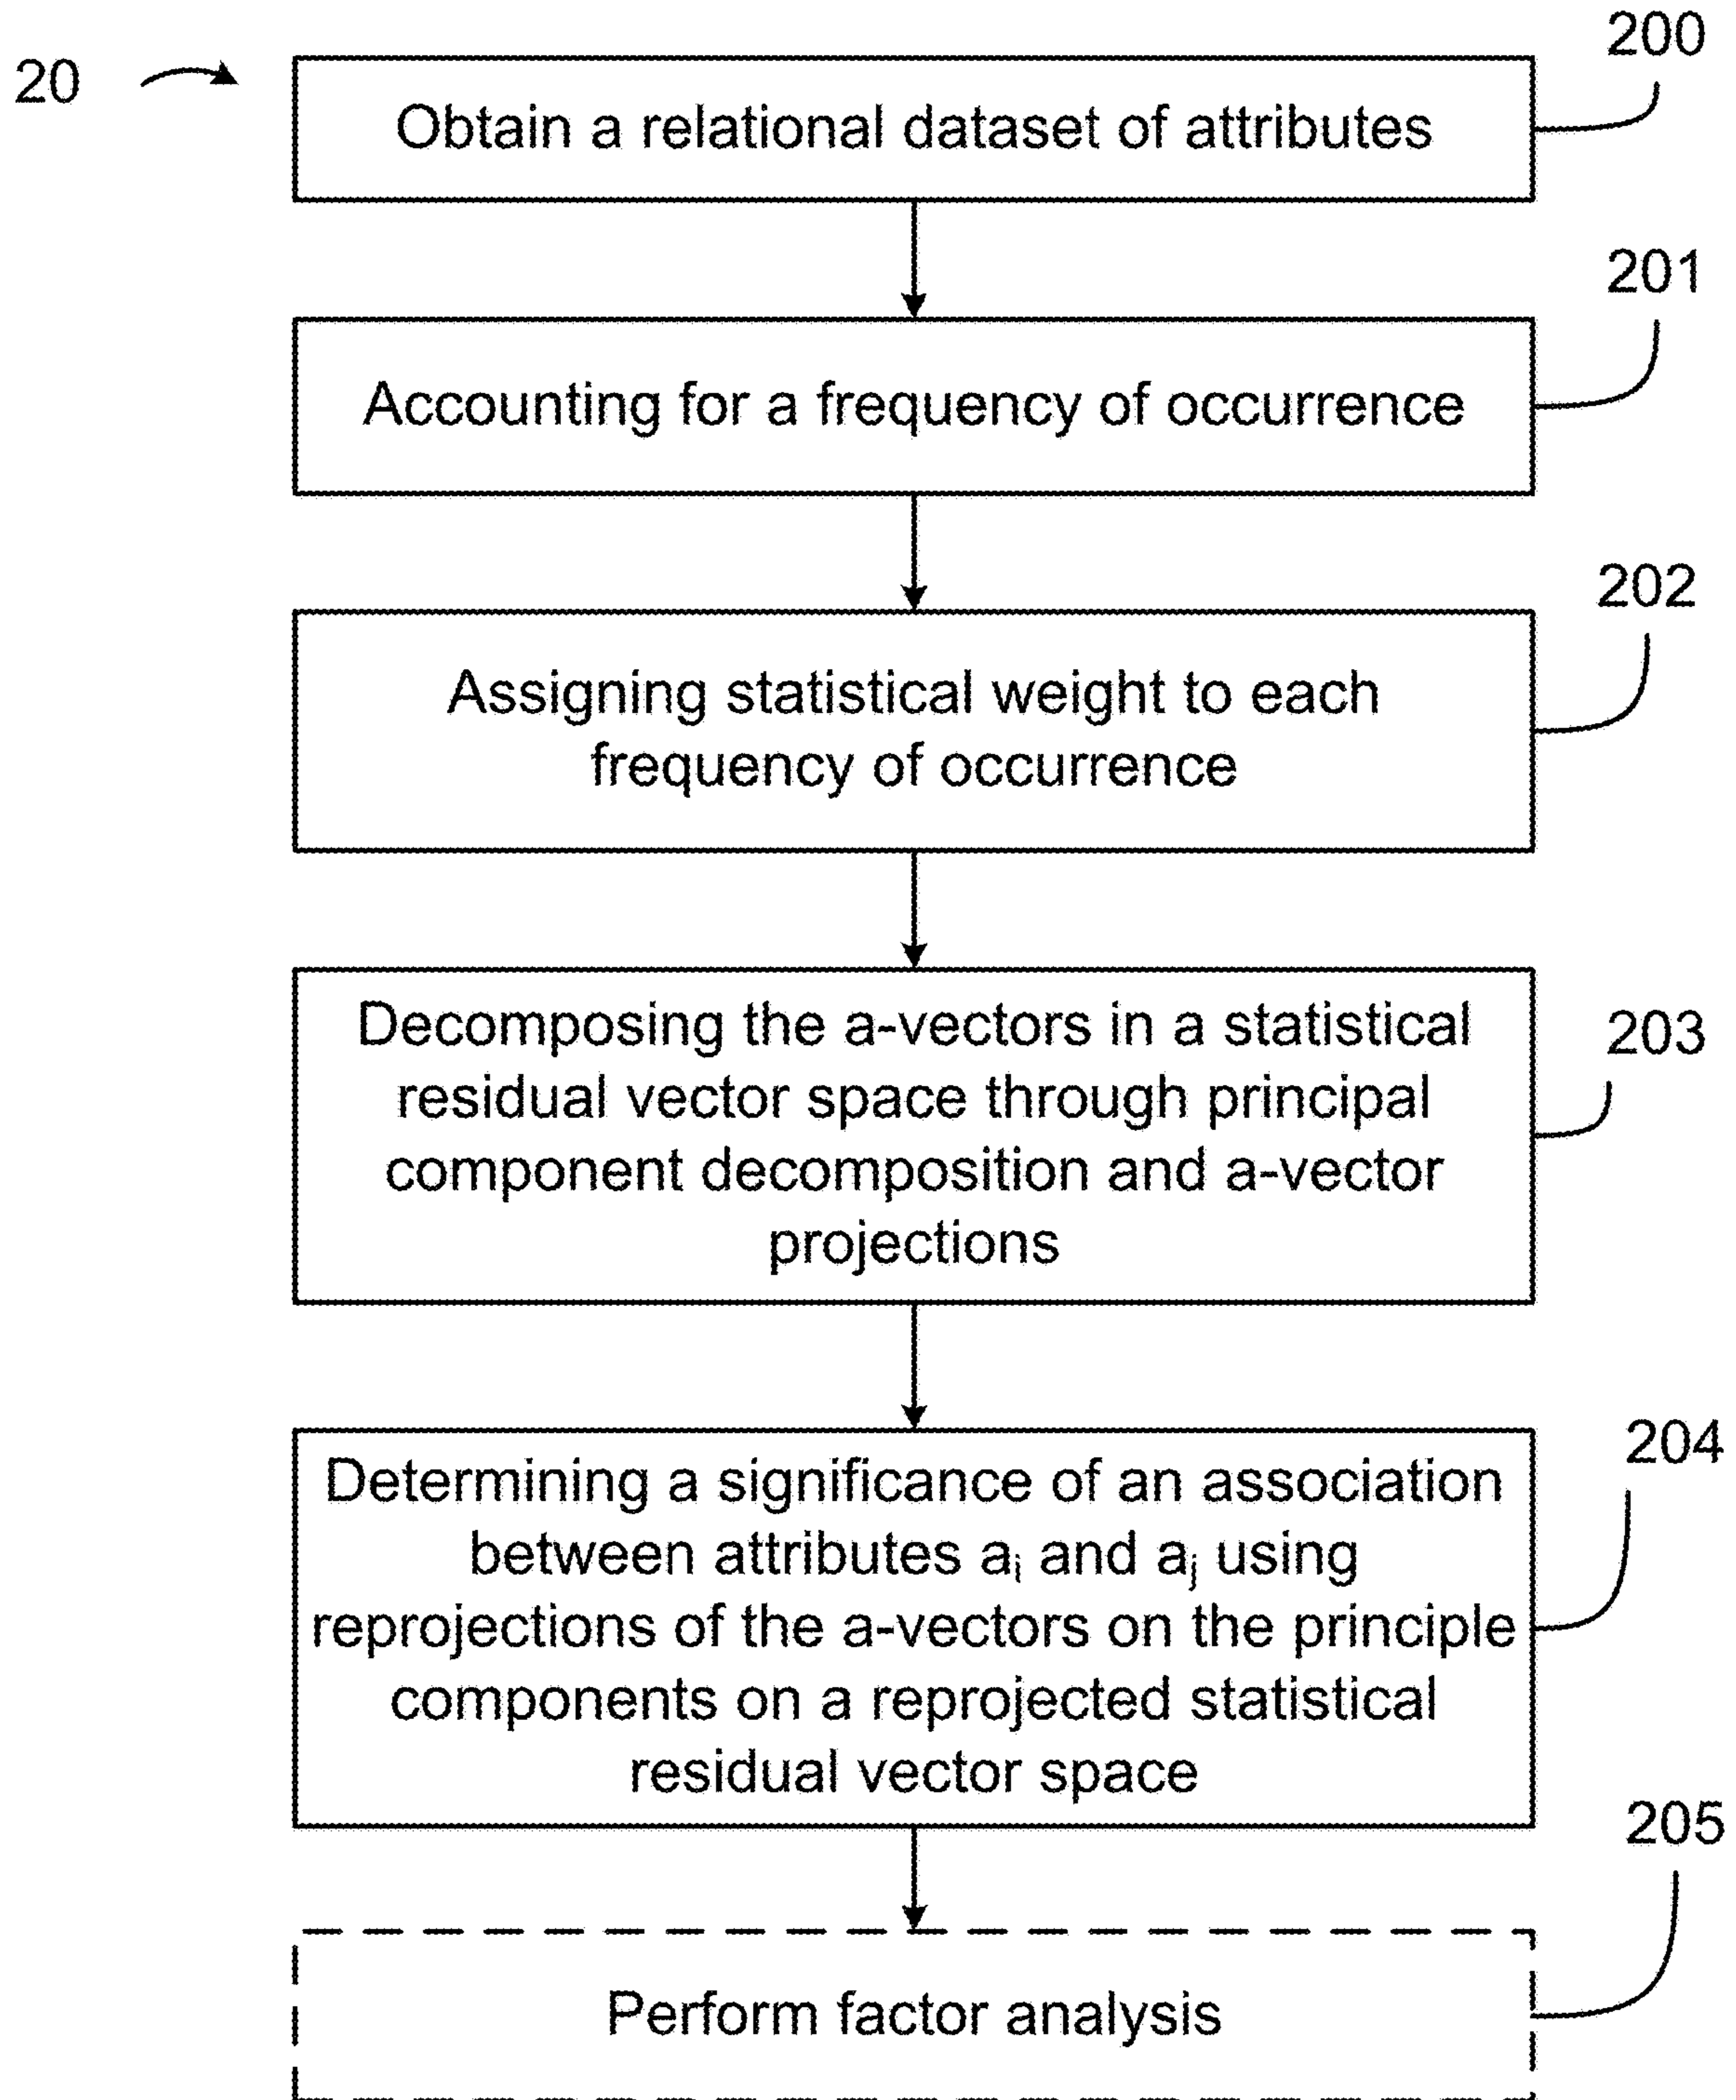 20
200
Obtain a relational dataset of attributes
201
Accounting for a frequency of occurrence
202
Assigning statistical weight to each
frequency of occurrence
203
Decomposing the a-vectors in a statistical
residual vector space through principal
component decomposition and a-vector
projections
204
Determining a significance of an association
between attributes aᵢ and aⱼ using
reprojections of the a-vectors on the principle
components on a reprojected statistical
residual vector space
205
Perform factor analysis